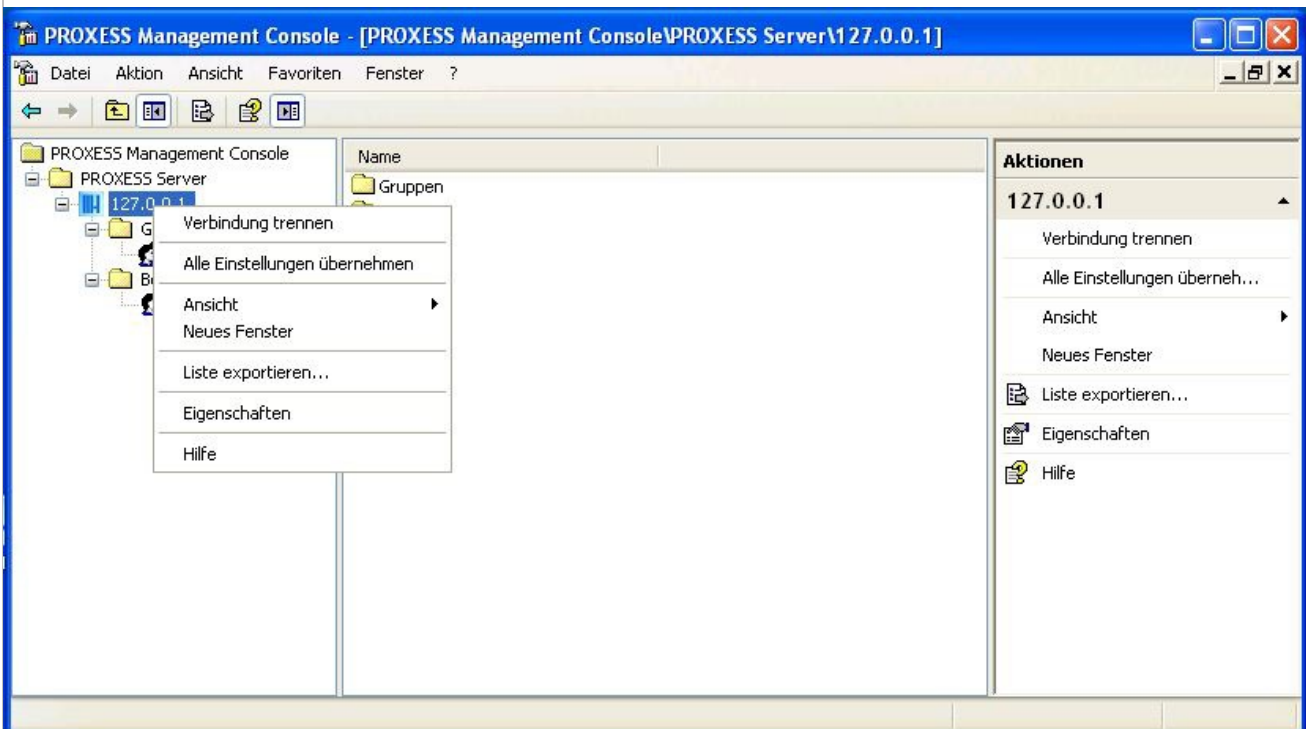 PROXESS Management Console - [PROXESS Management Console\PROXESS Server\127.0.0.1]
Datei Aktion Ansicht Favoriten Fenster ?
PROXESS Management Console
PROXESS Server
127.0.0.1
Name
Gruppen
Verbindung trennen
Alle Einstellungen übernehmen
Ansicht
Neues Fenster
Liste exportieren...
Eigenschaften
Hilfe
Aktionen
127.0.0.1
Verbindung trennen
Alle Einstellungen überneh...
Ansicht
Neues Fenster
Liste exportieren...
Eigenschaften
Hilfe